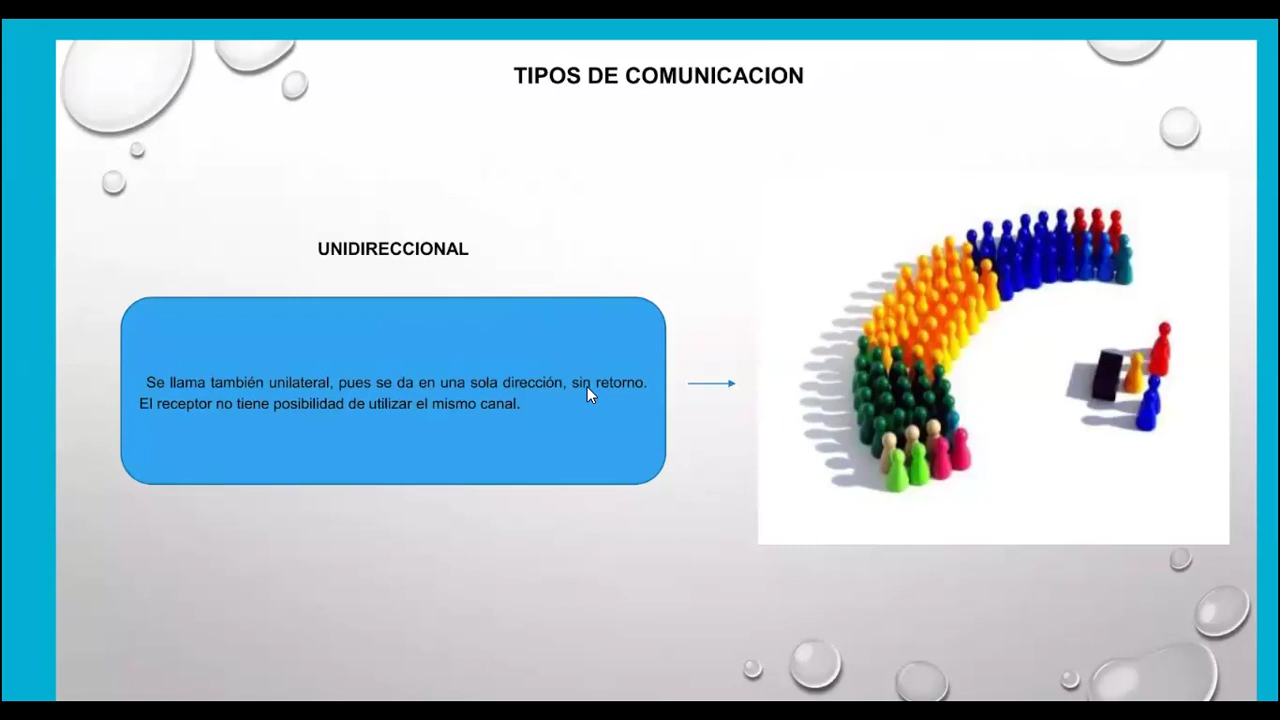 TIPOS DE COMUNICACION
UNIDIRECCIONAL
Se llama también unilateral, pues se da en una sola dirección, sin retorno.
El receptor no tiene posibilidad de utilizar el mismo canal.